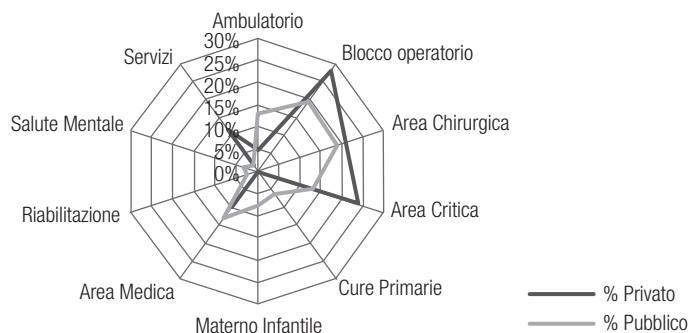 Ambulatorio
30%
25%
20%
15%
10%
5%
0%
Blocco operatorio
Area Chirurgica
Area Critica
Cure Primarie
Materno Infantile
Area Medica
Riabilitazione
Salute Mentale
Servizi
% Privato
% Pubblico